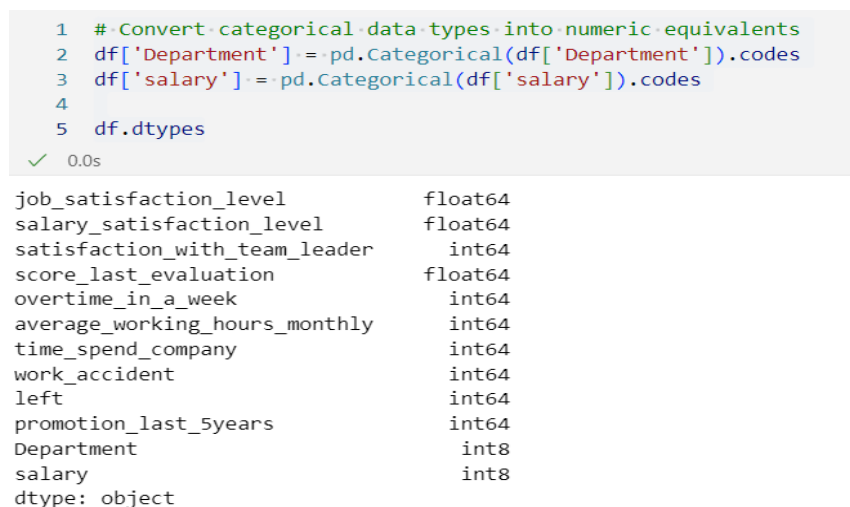 1 # Convert categorical data types into numeric equivalents
2 df['Department'] = pd.Categorical(df['Department']).codes
3 df['salary'] = pd.Categorical(df['salary']).codes
4
5 df.dtypes
✓ 0.0s
job_satisfaction_level float64
salary_satisfaction_level float64
satisfaction_with_team_leader int64
score_last_evaluation float64
overtime_in_a_week int64
average_working_hours_monthly int64
time_spend_company int64
work_accident int64
left int64
promotion_last_5years int64
Department int8
salary int8
dtype: object